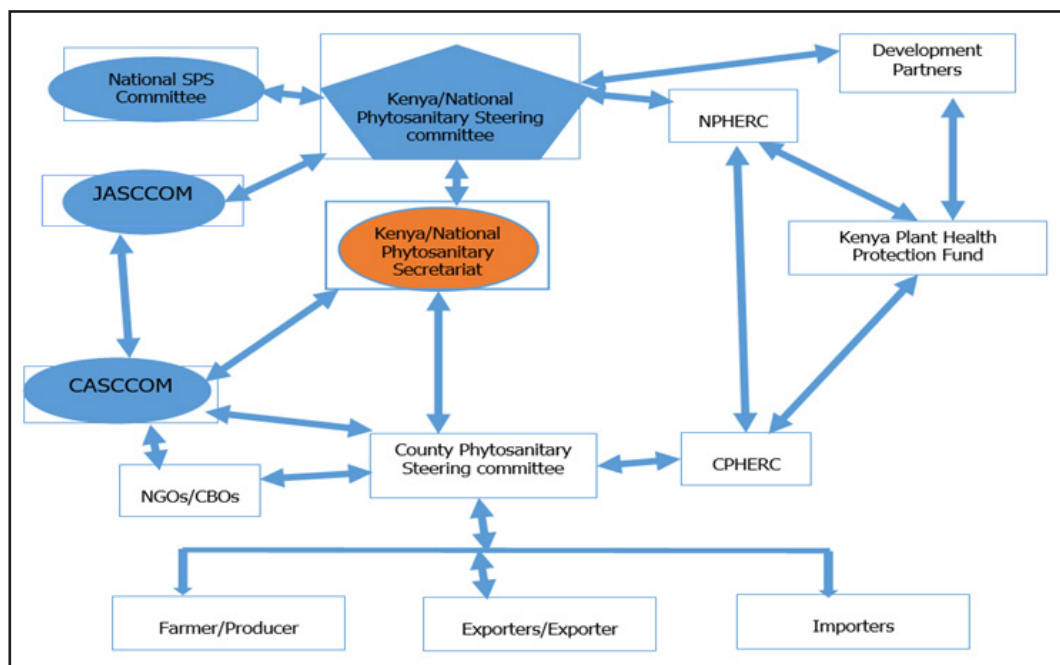 National SPS
Committee
Kenya/National
Phytosanitary Steering
committee
Development
Partners
NPHERC
JASCCOM
Kenya/National
Phytosanitary
Secretariat
Kenya Plant Health
Protection Fund
CASCCOM
County Phytosanitary
Steering committee
CPHERC
NGOs/CBOs
Farmer/Producer
Exporters/Exporter
Importers